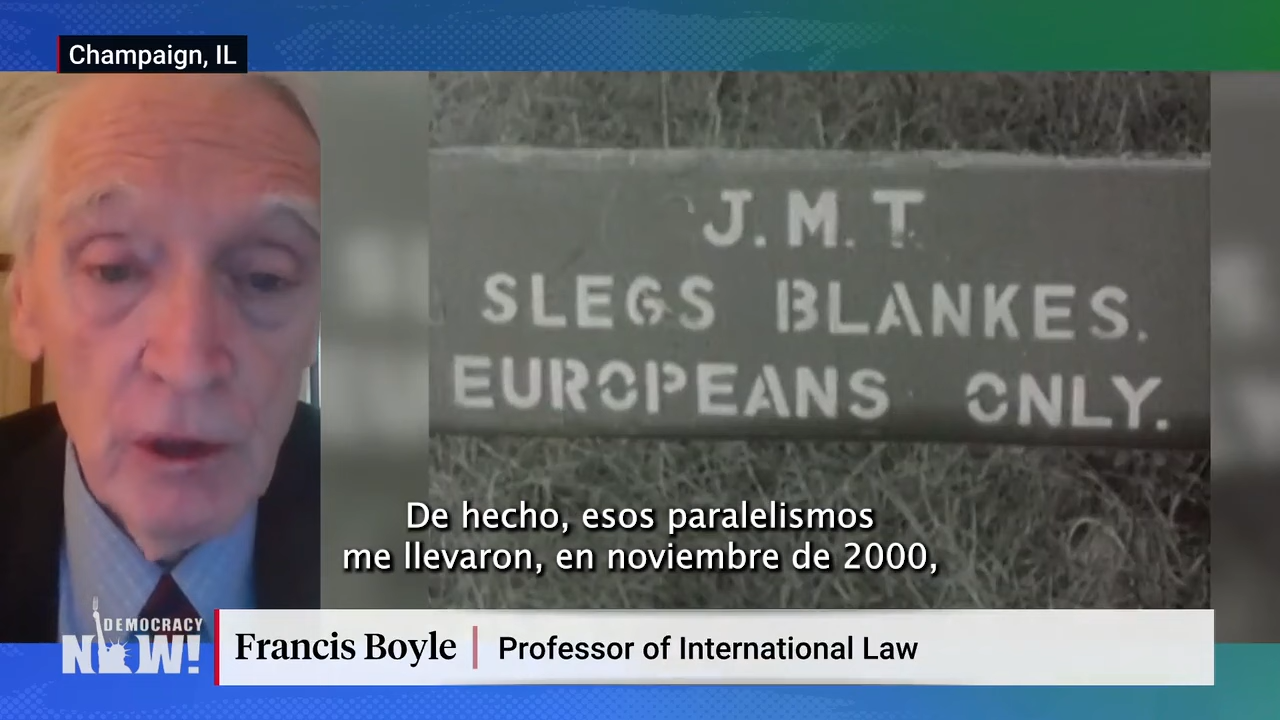 Champaign, IL
J.M.T.
SLEGS BLANKES.
EUROPEANS ONLY.
De hecho, esos paralelismos
me llevaron, en noviembre de 2000,
DEMOCRACY
NOW!
Francis Boyle
Professor of International Law